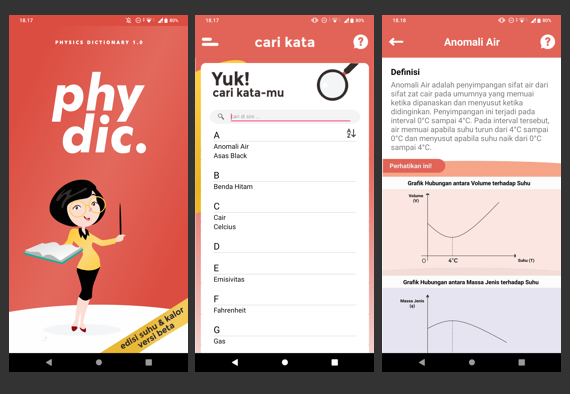 18.17
80%
PHYSICS DICTIONARY 1.0
phy
dic.
edisi suhu & kalor
versi beta
18.17
80%
cari kata
?
Yuk!
cari kata-mu
Cari di sini ...
A
Anomali Air
Asas Black
B
Benda Hitam
C
Cair
Celcius
D
E
Emisivitas
F
Fahrenheit
G
Gas
18.18
80%
Anomali Air
?
Definisi
Anomali Air adalah penyimpangan sifat air dari
sifat zat cair pada umumnya yang memuai
ketika dipanaskan dan menyusut ketika
didinginkan. Penyimpangan ini terjadi pada
interval 0°C sampai 4°C. Pada interval tersebut,
air memuai apabila suhu turun dari 4°C sampai
0°C dan menyusut apabila suhu naik dari 0°C
sampai 4°C.
Perhatikan ini!
Grafik Hubungan antara Volume terhadap Suhu
Volume
(V)
O
4°C
Suhu (T)
Grafik Hubungan antara Massa Jenis terhadap Suhu
Massa Jenis